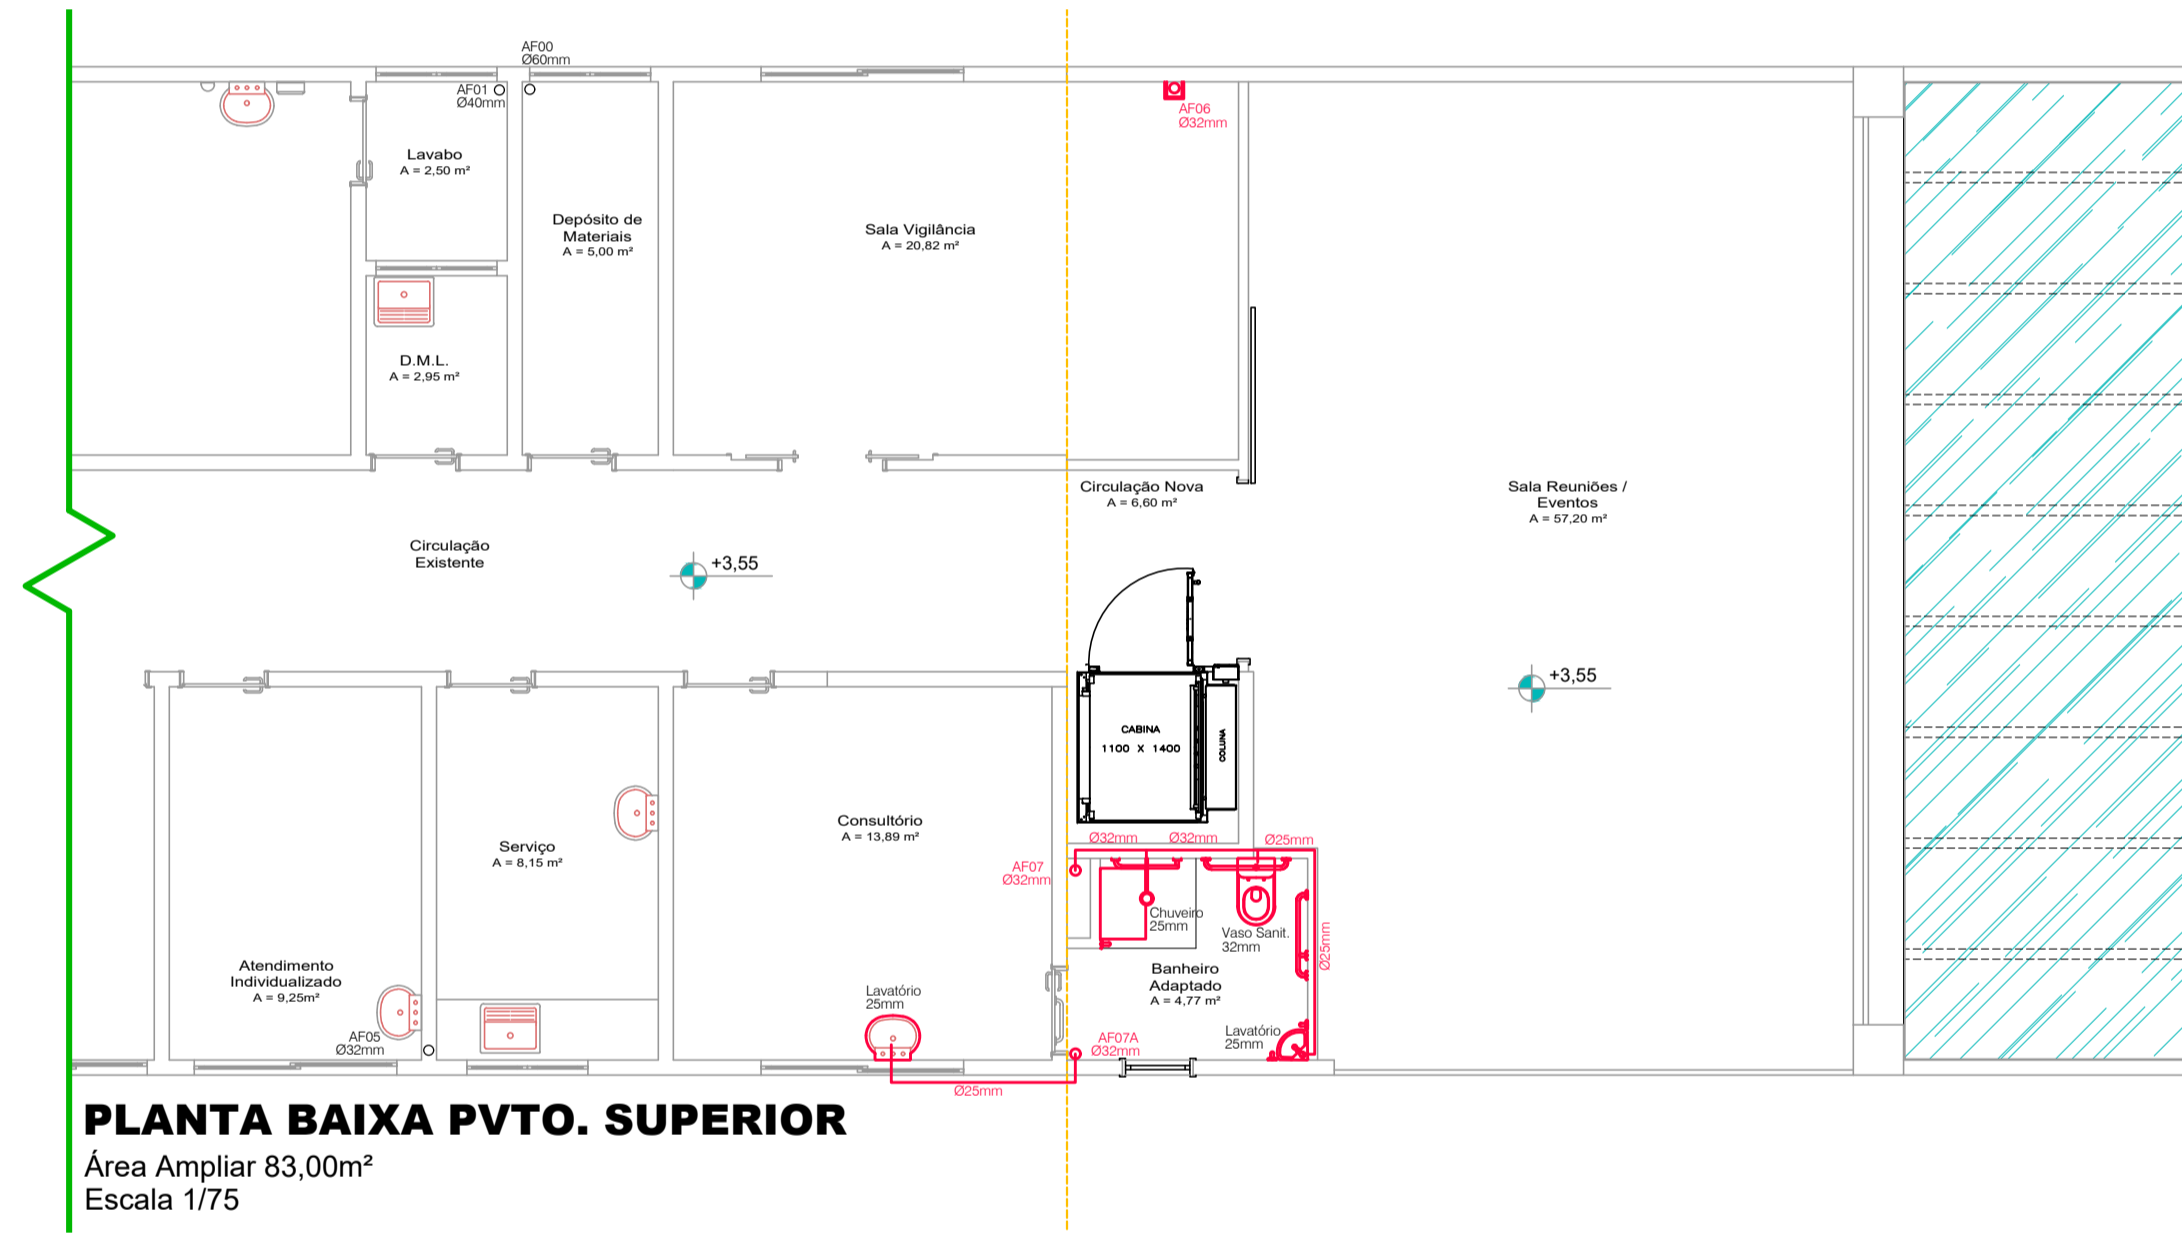 AF00
Ø60mm
AF01
Ø40mm
AF06
Ø32mm
Lavabo
A = 2,50 m²
Depósito de
Materiais
A = 5,00 m²
Sala Vigilância
A = 20,82 m²
D.M.L.
A = 2,95 m²
Circulação Nova
A = 6,60 m²
Sala Reuniões /
Eventos
A = 57,20 m²
Circulação
Existente
+3,55
+3,55
CABINA
1100 X 1400
COLUNA
Consultório
A = 13,89 m²
Serviço
A = 8,15 m²
Ø32mm
Ø32mm
Ø25mm
AF07
Ø32mm
Chuveiro
25mm
Vaso Sanit.
32mm
Ø25mm
Atendimento
Individualizado
A = 9,25m²
Banheiro
Adaptado
A = 4,77 m²
Lavatório
25mm
AF05
Ø32mm
AF07A
Ø32mm
Lavatório
25mm
Ø25mm
PLANTA BAIXA PVTO. SUPERIOR
Área Ampliar 83,00m²
Escala 1/75